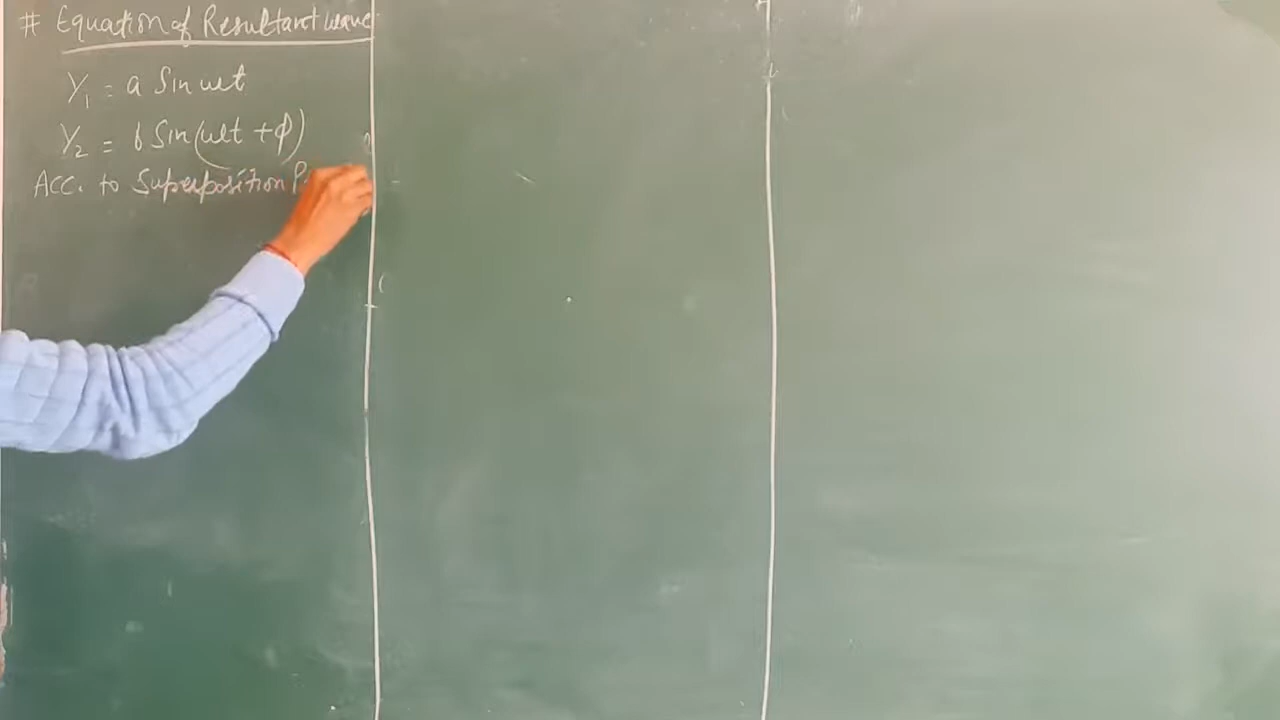 # Equation of Resultant wave
Y₁ = a Sin ωt
Y₂ = b Sin(ωt + φ)
Acc. to Superposition